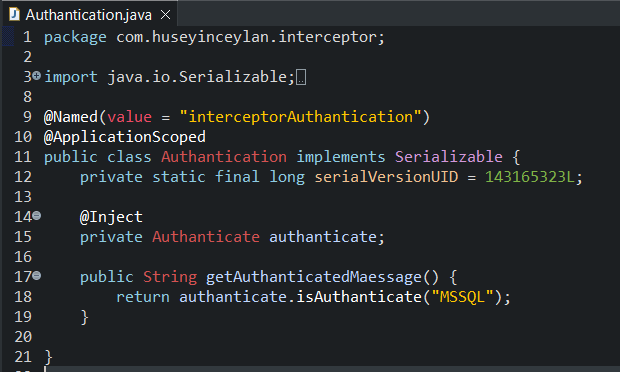 Authantication.java
1 package com.huseyinceylan.interceptor;
2
3 import java.io.Serializable;
8
9 @Named(value = "interceptorAuthantication")
10 @ApplicationScoped
11 public class Authantication implements Serializable {
12 private static final long serialVersionUID = 143165323L;
13
14 @Inject
15 private Authanticate authanticate;
16
17 public String getAuthanticatedMaessage() {
18 return authanticate.isAuthanticate("MSSQL");
19 }
20
21 }